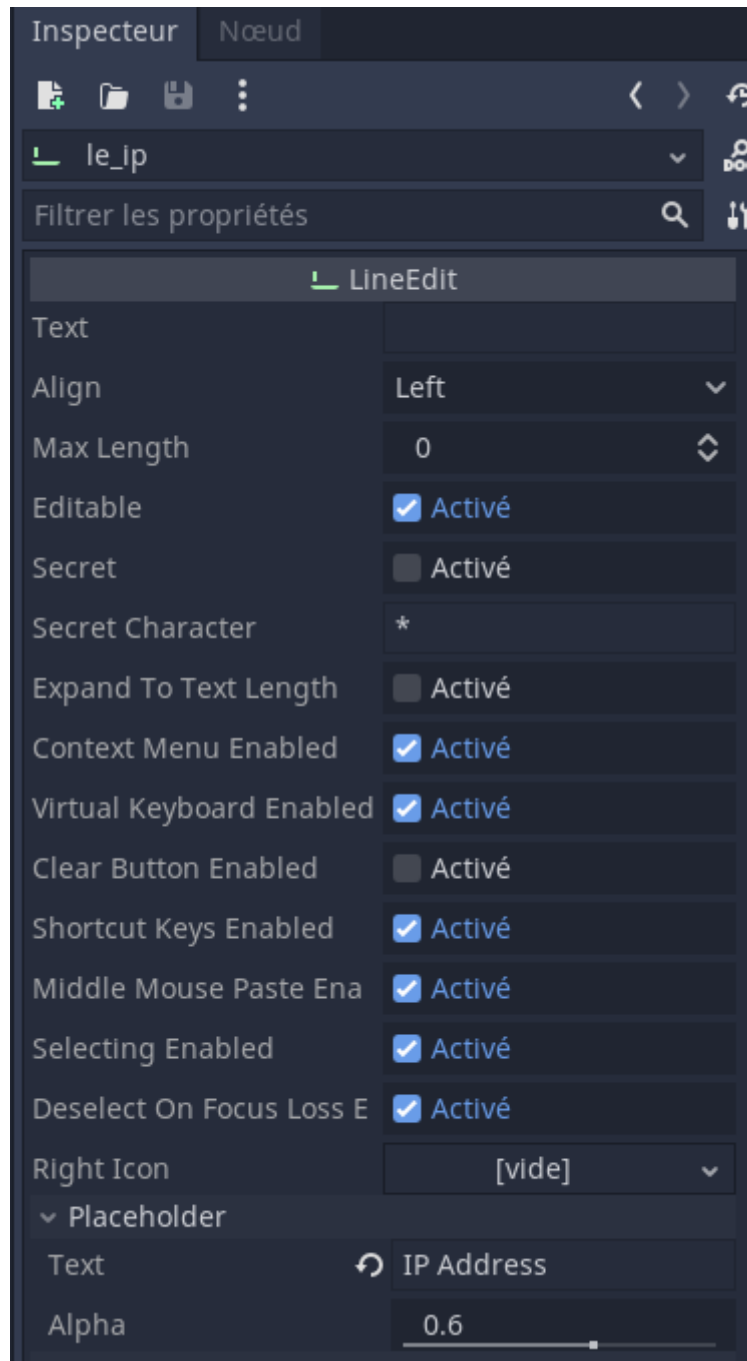 Inspecteur Nœud
le_ip
DOC
Filtrer les propriétés
LineEdit
Text
Align Left
Max Length 0
Editable Activé
Secret Activé
Secret Character *
Expand To Text Length Activé
Context Menu Enabled Activé
Virtual Keyboard Enabled Activé
Clear Button Enabled Activé
Shortcut Keys Enabled Activé
Middle Mouse Paste Ena Activé
Selecting Enabled Activé
Deselect On Focus Loss E Activé
Right Icon [vide]
Placeholder
Text IP Address
Alpha 0.6